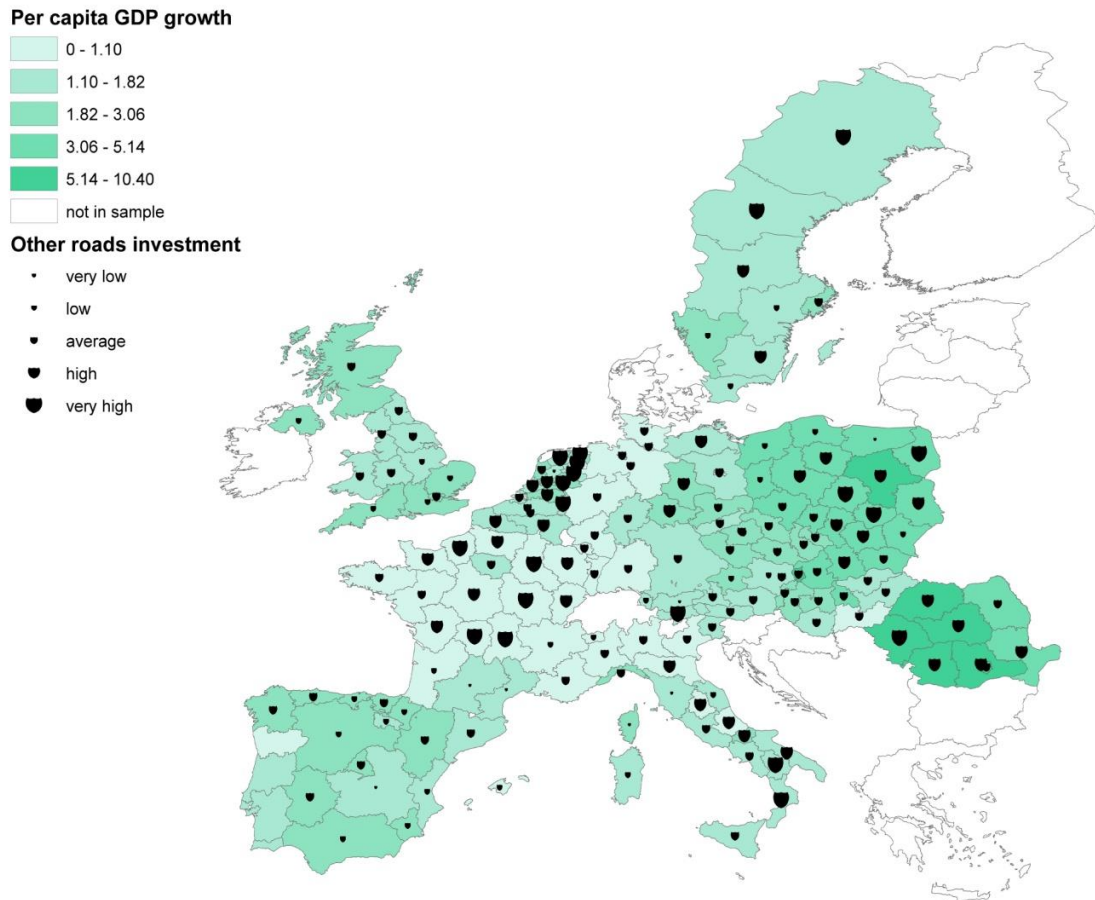 Per capita GDP growth
0 - 1.10
1.10 - 1.82
1.82 - 3.06
3.06 - 5.14
5.14 - 10.40
not in sample
Other roads investment
very low
low
average
high
very high